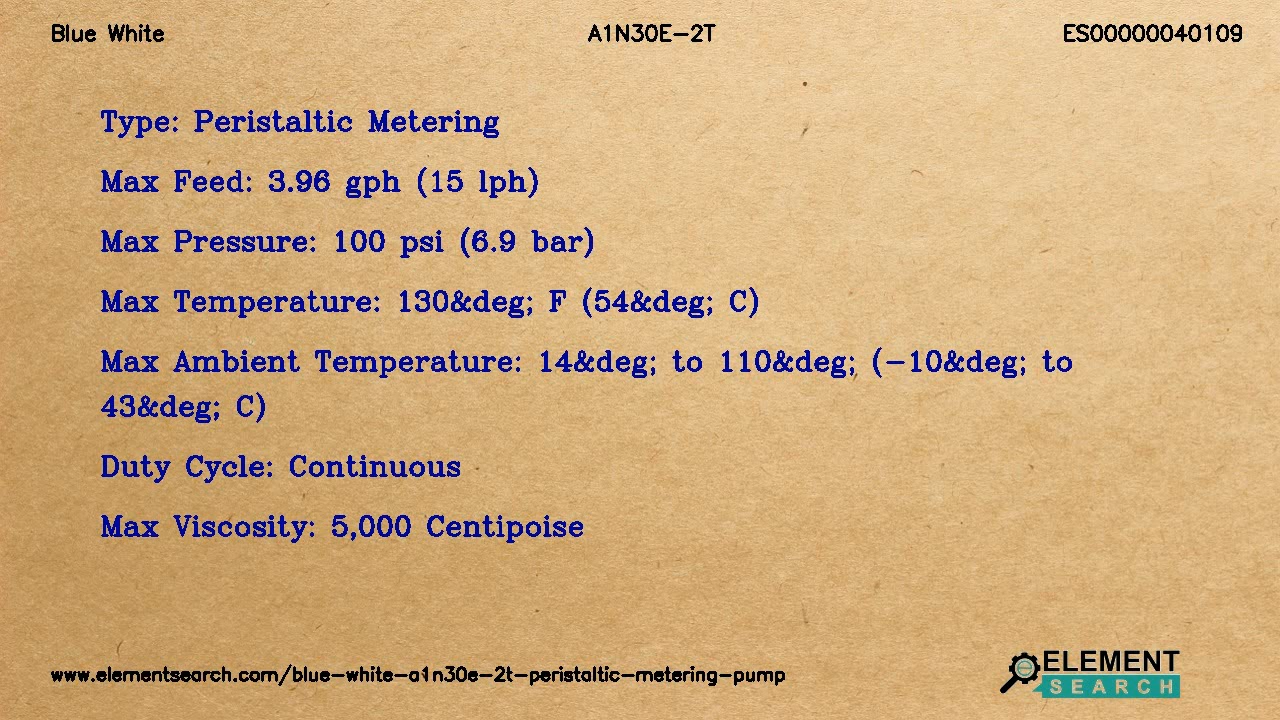 Blue White A1N30E-2T ES00000040109
Type: Peristaltic Metering
Max Feed: 3.96 gph (15 lph)
Max Pressure: 100 psi (6.9 bar)
Max Temperature: 130&deg; F (54&deg; C)
Max Ambient Temperature: 14&deg; to 110&deg; (-10&deg; to
43&deg; C)
Duty Cycle: Continuous
Max Viscosity: 5,000 Centipoise
www.elementsearch.com/blue-white-a1n30e-2t-peristaltic-metering-pump
ELEMENT
SEARCH